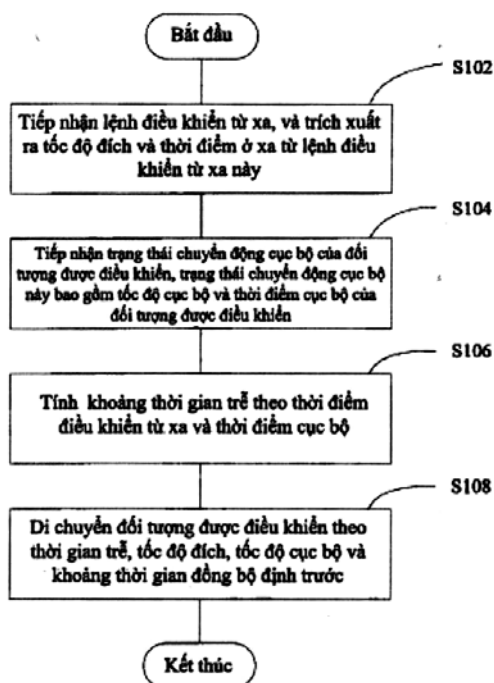 Bắt đầu
S102
Tiếp nhận lệnh điều khiển từ xa, và trích xuất
ra tốc độ đích và thời điểm ở xa từ lệnh điều
khiển từ xa này
S104
Tiếp nhận trạng thái chuyển động cục bộ của đối
tượng được điều khiển, trạng thái chuyển động cục bộ
này bao gồm tốc độ cục bộ và thời điểm cục bộ của
đối tượng được điều khiển
S106
Tính khoảng thời gian trễ theo thời điểm
điều khiển từ xa và thời điểm cục bộ
S108
Di chuyển đối tượng được điều khiển theo
thời gian trễ, tốc độ đích, tốc độ cục bộ và
khoảng thời gian đồng bộ định trước
Kết thúc